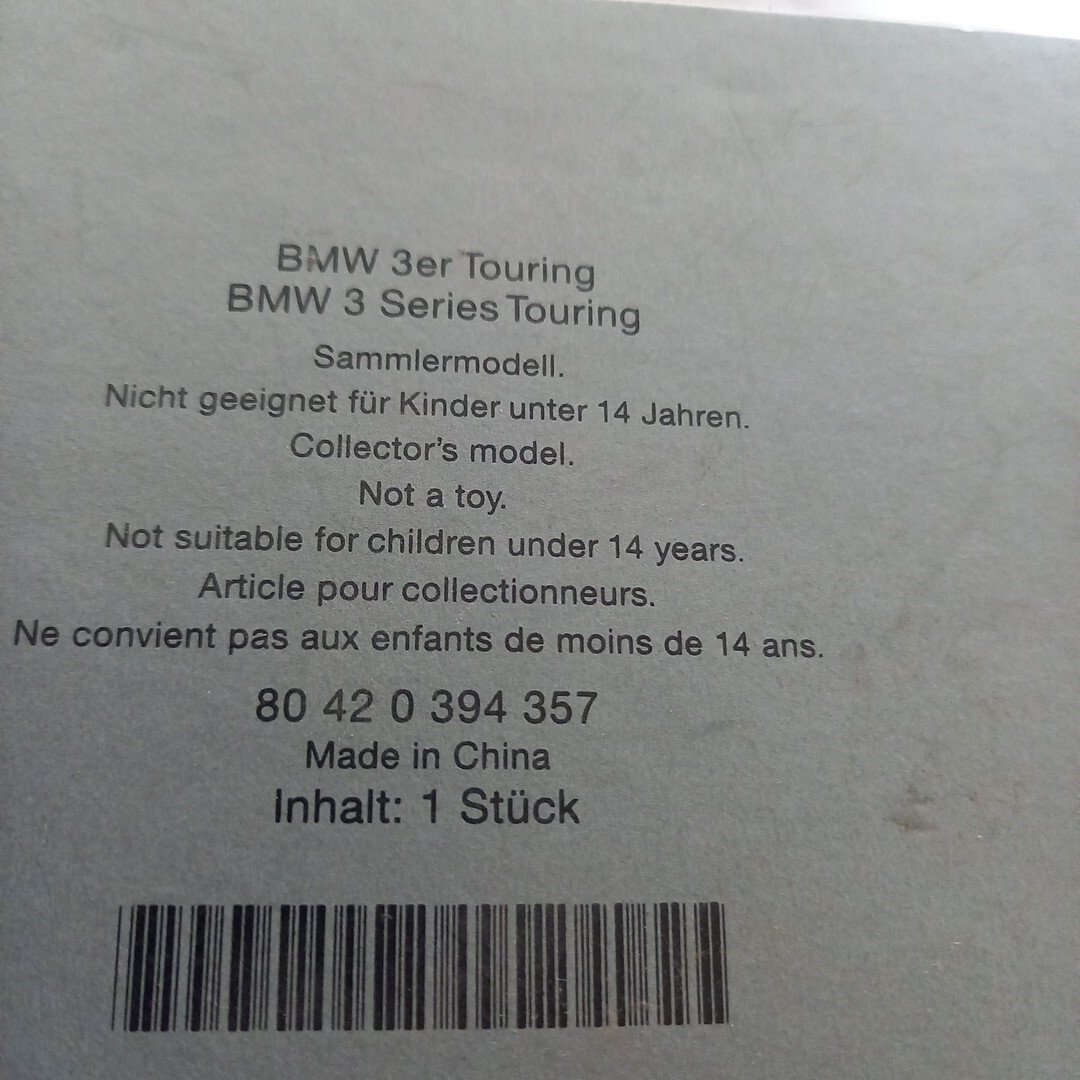 BMW 3er Touring
BMW 3 Series Touring
Sammlermodell.
Nicht geeignet für Kinder unter 14 Jahren.
Collector's model.
Not a toy.
Not suitable for children under 14 years.
Article pour collectionneurs.
Ne convient pas aux enfants de moins de 14 ans.
80 42 0 394 357
Made in China
Inhalt: 1 Stück